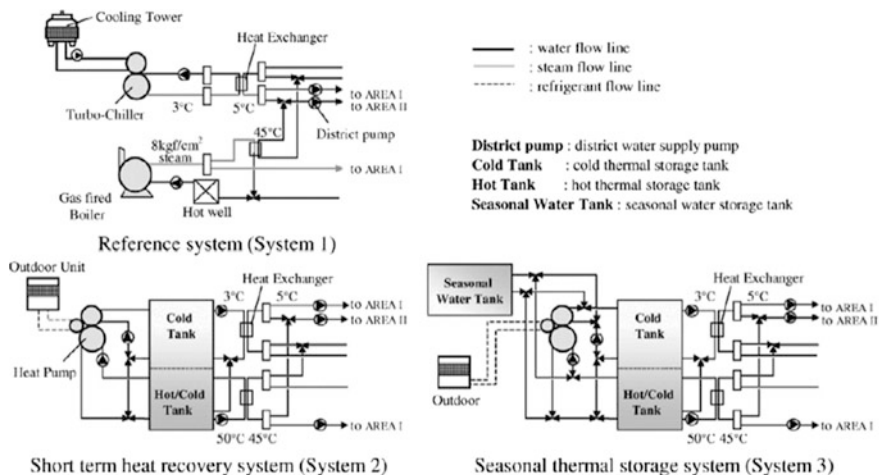 Cooling Tower
Heat Exchanger
Turbo-Chiller
3°C
5°C
to AREA I
to AREA II
45°C
District pump
8kgf/cm²
steam
to AREA I
Gas fired
Boiler
Hot well
Reference system (System 1)
: water flow line
: steam flow line
: refrigerant flow line
District pump : district water supply pump
Cold Tank : cold thermal storage tank
Hot Tank : hot thermal storage tank
Seasonal Water Tank : seasonal water storage tank
Outdoor Unit
Heat Exchanger
3°C
5°C
to AREA I
to AREA II
Cold
Tank
Heat Pump
Hot/Cold
Tank
50°C 45°C
to AREA I
Short term heat recovery system (System 2)
Seasonal
Water Tank
Heat Exchanger
3°C
5°C
to AREA I
to AREA II
Cold
Tank
Outdoor
Hot/Cold
Tank
50°C 45°C
to AREA I
Seasonal thermal storage system (System 3)